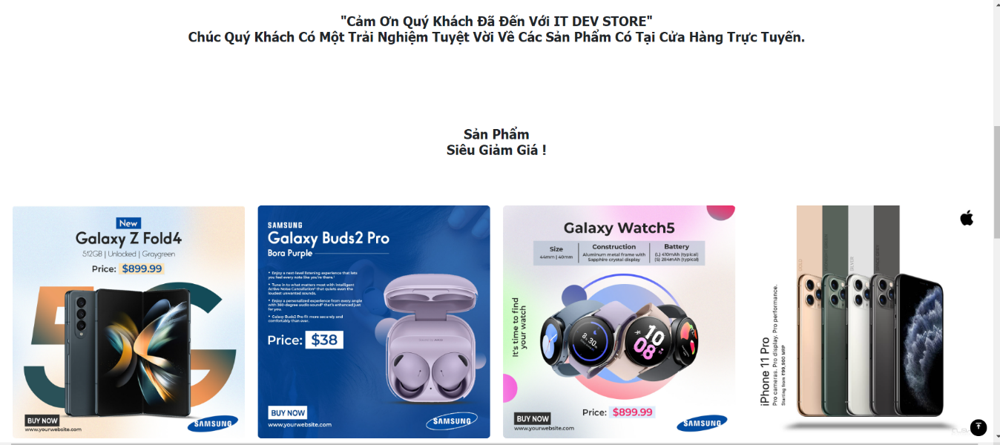 "Cảm Ơn Quý Khách Đã Đến Với IT DEV STORE"
Chúc Quý Khách Có Một Trải Nghiệm Tuyệt Vời Về Các Sản Phẩm Có Tại Cửa Hàng Trực Tuyến.
Sản Phẩm
Siêu Giảm Giá !
New
Galaxy Z Fold4
512GB | Unlocked | Graygreen
Price: $899.99
5G
BUY NOW
www.yourwebsite.com
SAMSUNG
SAMSUNG
Galaxy Buds2 Pro
Bora Purple
* Enjoy a next-level listening experience that lets
you feel every note like you're there.¹
* Tune in to what matters most with Intelligent
Active Noise Cancellation² that quiets even the
loudest unwanted sounds.
* Enjoy a personalized experience from every angle
with 360-degree audio sound³ that's enhanced just
for you.
* Galaxy Buds2 Pro fit more securely and
comfortably than ever.
Price: $38
BUY NOW
www.yourwebsite.com
SAMSUNG
Galaxy Watch5
Size
44mm | 40mm
Construction
Aluminum metal frame with
Sapphire crystal display
Battery
(L) 410mAh (typical)
(S) 284mAh (typical)
It's time to find
your watch
8:30
10
08
Price: $899.99
BUY NOW
www.yourwebsite.com
SAMSUNG
iPhone 11 Pro
Pro cameras. Pro display. Pro performance.
Starting from ₹99,900 MRP
GOLD
SILVER